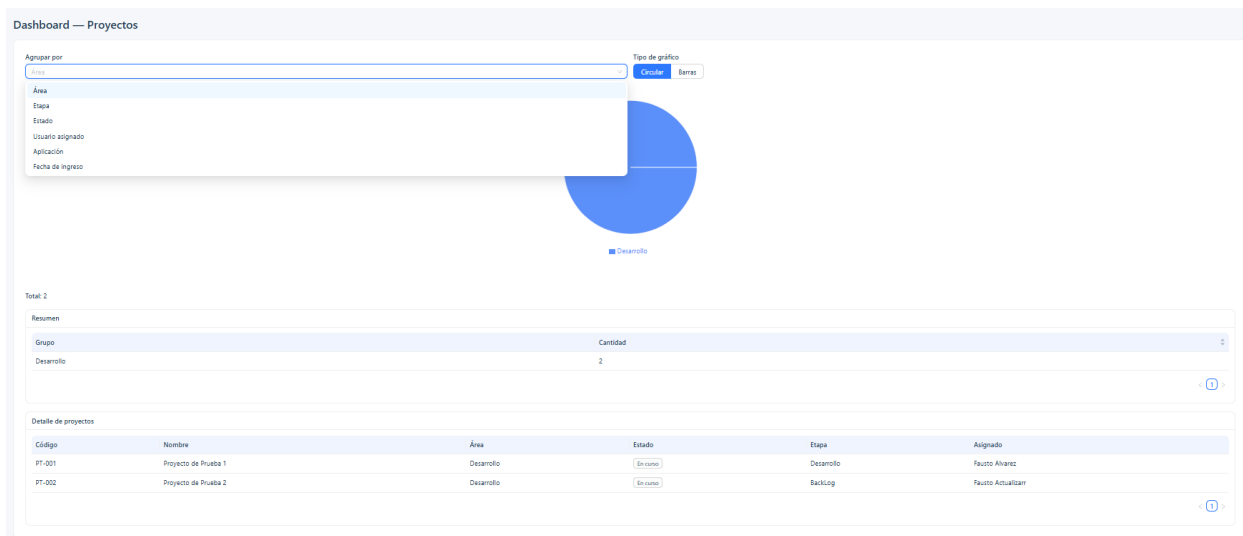 Dashboard — Proyectos
Agrupar por
Tipo de gráfico
Área
Circular Barras
Área
Etapa
Estado
Usuario asignado
Aplicación
Fecha de ingreso
Desarrollo
Total: 2
Resumen
Grupo Cantidad
Desarrollo 2
1
Detalle de proyectos
Código Nombre Área Estado Etapa Asignado
PT-001 Proyecto de Prueba 1 Desarrollo En curso Desarrollo Fausto Alvarez
PT-002 Proyecto de Prueba 2 Desarrollo En curso BackLog Fausto Actualizarr
1